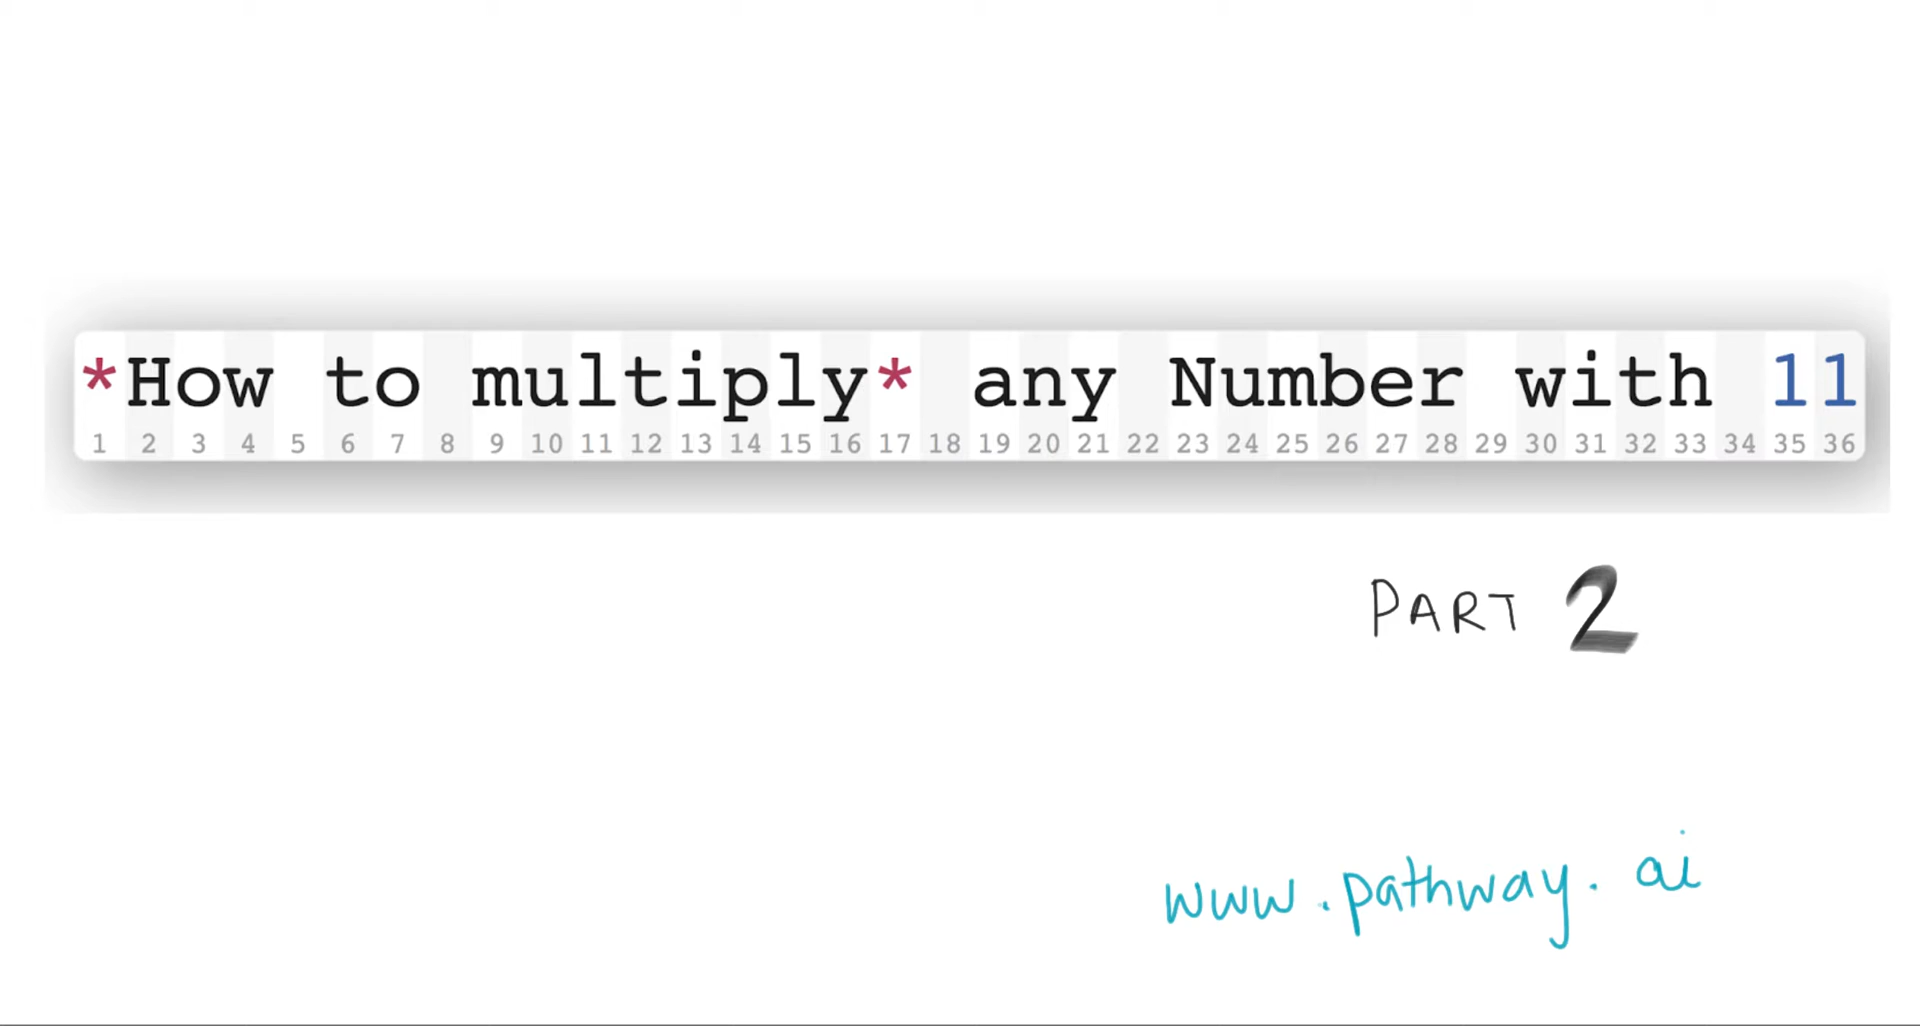 *How to multiply* any Number with 11
1 2 3 4 5 6 7 8 9 10 11 12 13 14 15 16 17 18 19 20 21 22 23 24 25 26 27 28 29 30 31 32 33 34 35 36
PART 2
www.pathway.ai